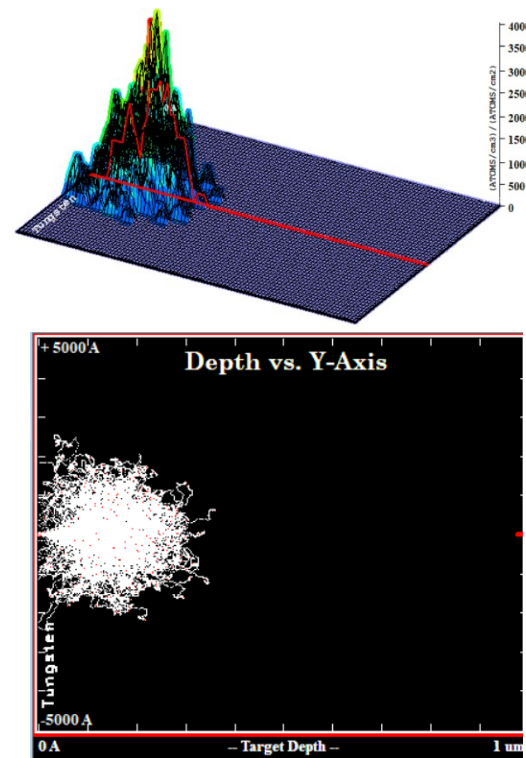 4000
3500
3000
2500
2000
1500
1000
500
0
(ATOMS/cm3) / (ATOMS/cm2)
Tungsten
Depth vs. Y-Axis
+ 5000 A
Tungsten
-5000 A
0 A -- Target Depth -- 1 um